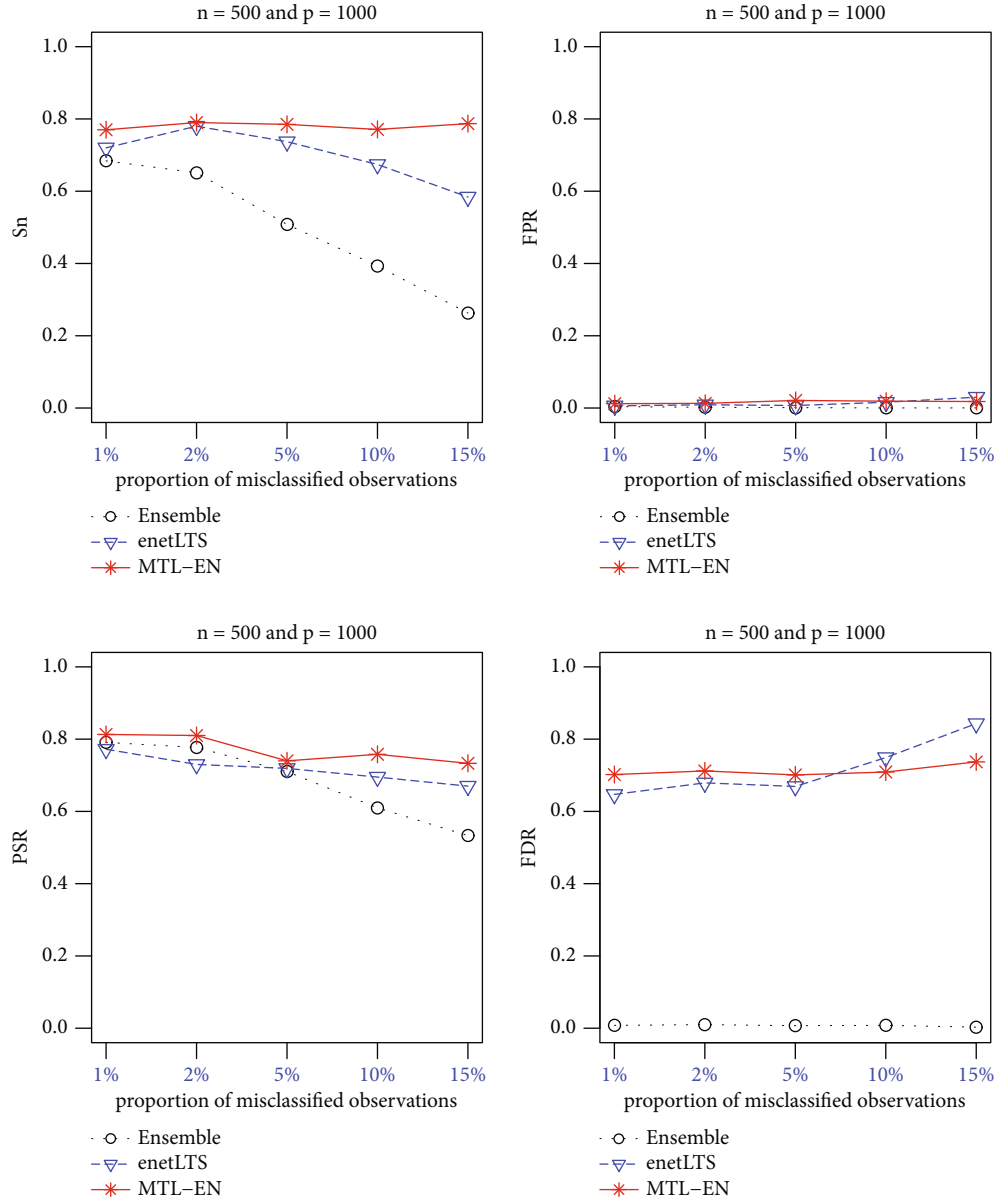 n = 500 and p = 1000
Sn
1.0
0.8
0.6
0.4
0.2
0.0
1% 2% 5% 10% 15%
proportion of misclassified observations
Ensemble
enetLTS
MTL−EN
n = 500 and p = 1000
FPR
1.0
0.8
0.6
0.4
0.2
0.0
1% 2% 5% 10% 15%
proportion of misclassified observations
Ensemble
enetLTS
MTL−EN
n = 500 and p = 1000
PSR
1.0
0.8
0.6
0.4
0.2
0.0
1% 2% 5% 10% 15%
proportion of misclassified observations
Ensemble
enetLTS
MTL−EN
n = 500 and p = 1000
FDR
1.0
0.8
0.6
0.4
0.2
0.0
1% 2% 5% 10% 15%
proportion of misclassified observations
Ensemble
enetLTS
MTL−EN